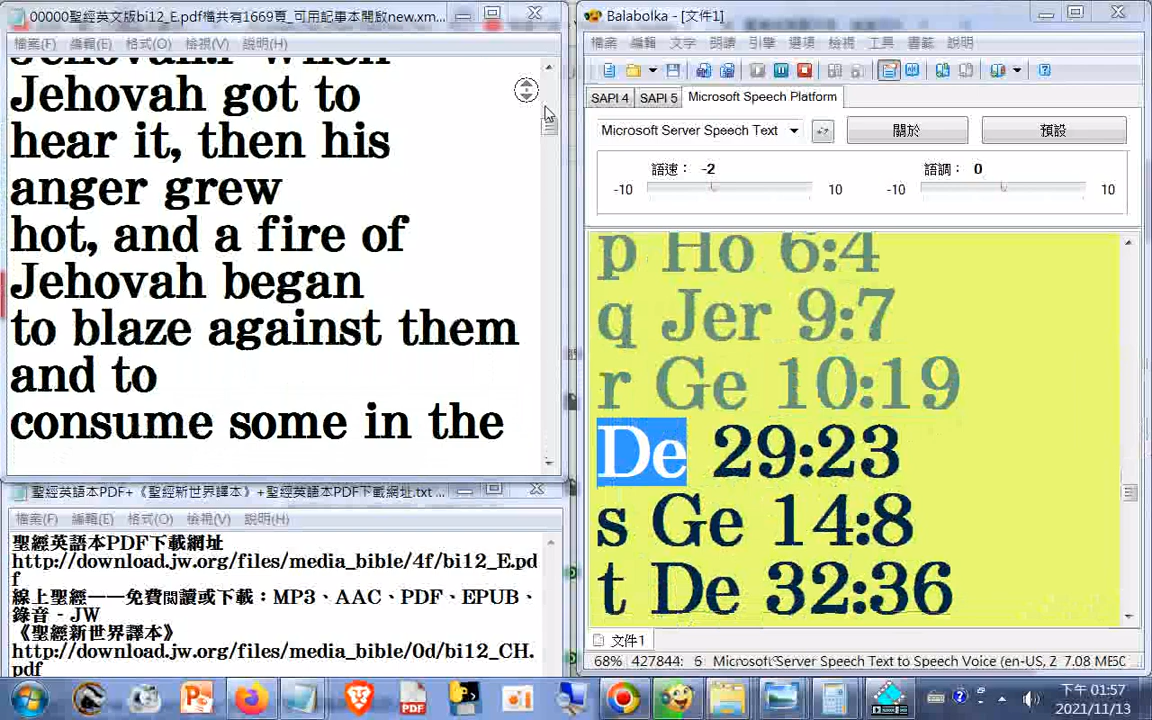 00000聖經英文版bi12_E.pdf檔共有1669頁_可用記事本開啟new.xm...
檔案(F) 編輯(E) 格式(O) 檢視(V) 說明(H)
Jehovah. When
Jehovah got to
hear it, then his
anger grew
hot, and a fire of
Jehovah began
to blaze against them
and to
consume some in the
聖經英語本PDF+《聖經新世界譯本》+聖經英語本PDF下載網址.txt ...
檔案(F) 編輯(E) 格式(O) 檢視(V) 說明(H)
聖經英語本PDF下載網址
http://download.jw.org/files/media_bible/4f/bi12_E.pd
f
線上聖經——免費閱讀或下載：MP3、AAC、PDF、EPUB、
錄音 - JW
《聖經新世界譯本》
http://download.jw.org/files/media_bible/0d/bi12_CH.
pdf
Balabolka - [文件1]
檔案 編輯 文字 朗讀 引擎 選項 檢視 工具 書籤 說明
SAPI 4 SAPI 5 Microsoft Speech Platform
Microsoft Server Speech Text 關於 預設
語速： -2 語調： 0
-10 10 -10 10
p Ho 6:4
q Jer 9:7
r Ge 10:19
De 29:23
s Ge 14:8
t De 32:36
文件1
68% 427844: 6 Microsoft Server Speech Text to Speech Voice (en-US, 2 7.08 МБ
下午 01:57
2021/11/13